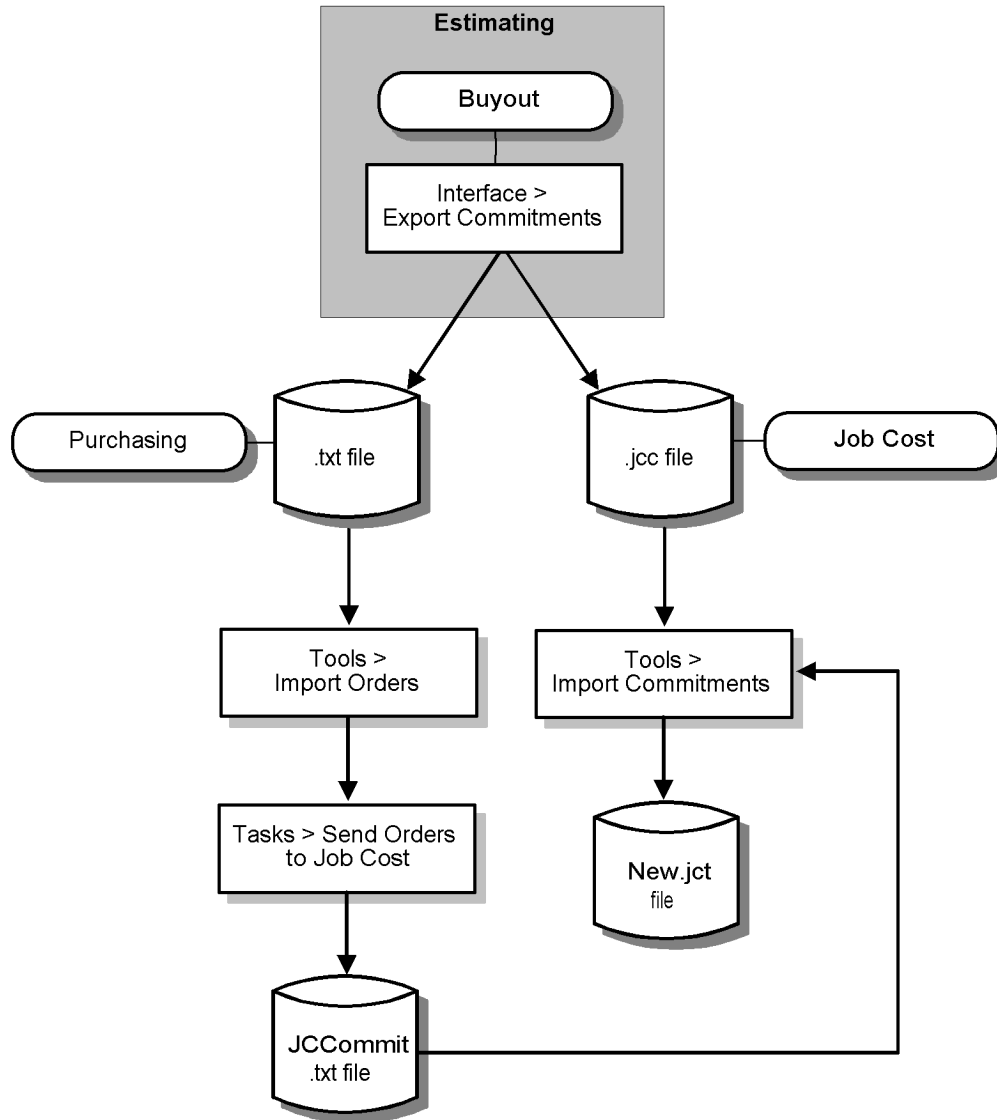 Estimating
Buyout
Interface >
Export Commitments
Purchasing
.txt file
.jcc file
Job Cost
Tools >
Import Orders
Tools >
Import Commitments
Tasks > Send Orders
to Job Cost
New.jct
file
JCCommit
.txt file